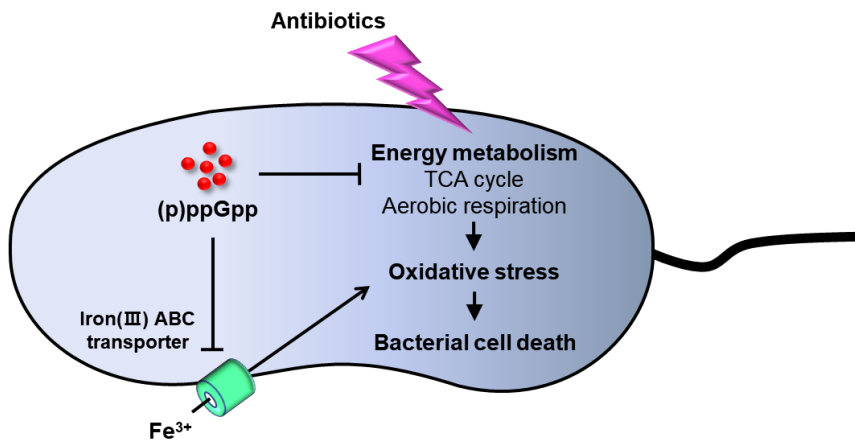 Antibiotics
Energy metabolism
TCA cycle
Aerobic respiration
(p)ppGpp
Oxidative stress
Iron(Ⅲ) ABC
transporter
Bacterial cell death
Fe³⁺